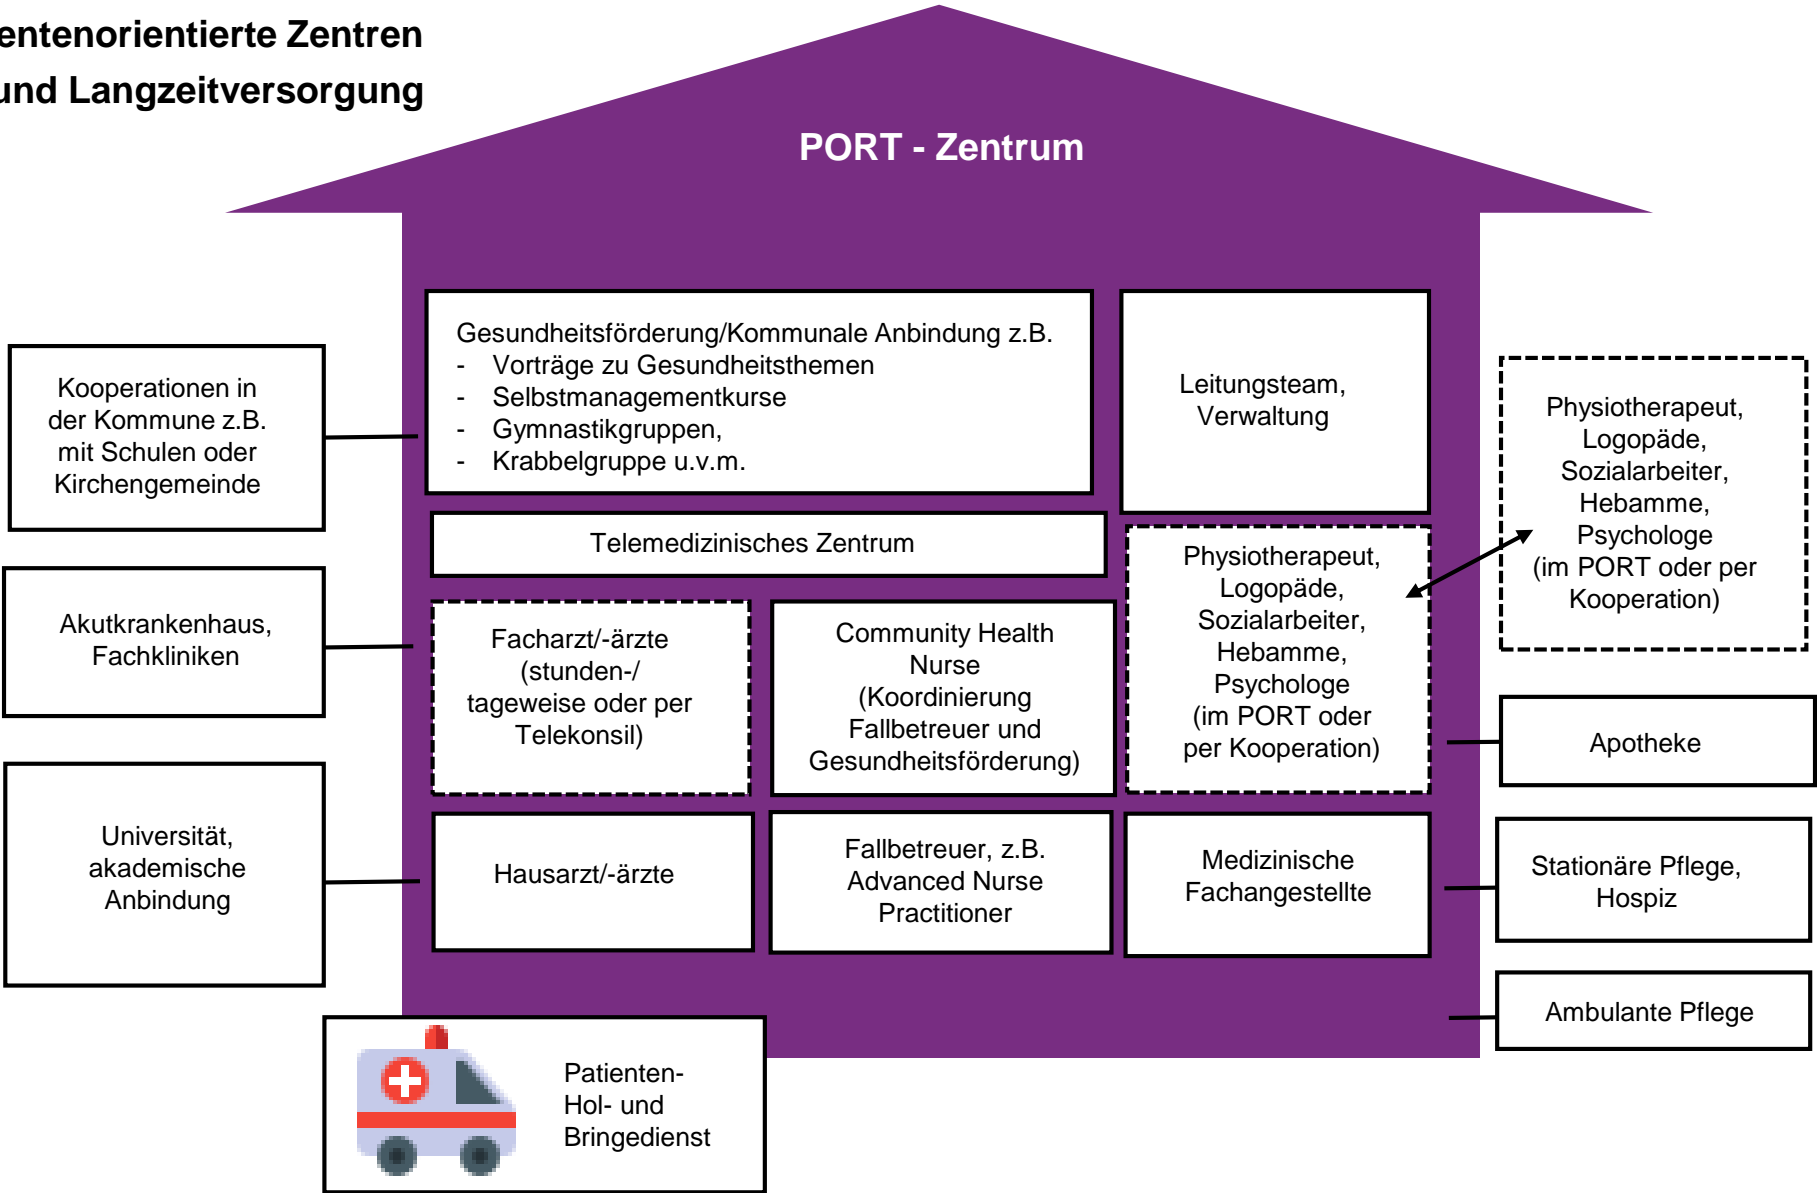 entenorientierte Zentren
und Langzeitversorgung
PORT - Zentrum
Gesundheitsförderung/Kommunale Anbindung z.B.
- Vorträge zu Gesundheitsthemen
- Selbstmanagementkurse
- Gymnastikgruppen,
- Krabbelgruppe u.v.m.
Leitungsteam,
Verwaltung
Kooperationen in
der Kommune z.B.
mit Schulen oder
Kirchengemeinde
Physiotherapeut,
Logopäde,
Sozialarbeiter,
Hebamme,
Psychologe
(im PORT oder per
Kooperation)
Telemedizinisches Zentrum
Physiotherapeut,
Logopäde,
Sozialarbeiter,
Hebamme,
Psychologe
(im PORT oder
per Kooperation)
Akutkrankenhaus,
Fachkliniken
Facharzt/-ärzte
(stunden-/
tageweise oder per
Telekonsil)
Community Health
Nurse
(Koordinierung
Fallbetreuer und
Gesundheitsförderung)
Apotheke
Universität,
akademische
Anbindung
Hausarzt/-ärzte
Fallbetreuer, z.B.
Advanced Nurse
Practitioner
Medizinische
Fachangestellte
Stationäre Pflege,
Hospiz
Ambulante Pflege
Patienten-
Hol- und
Bringedienst